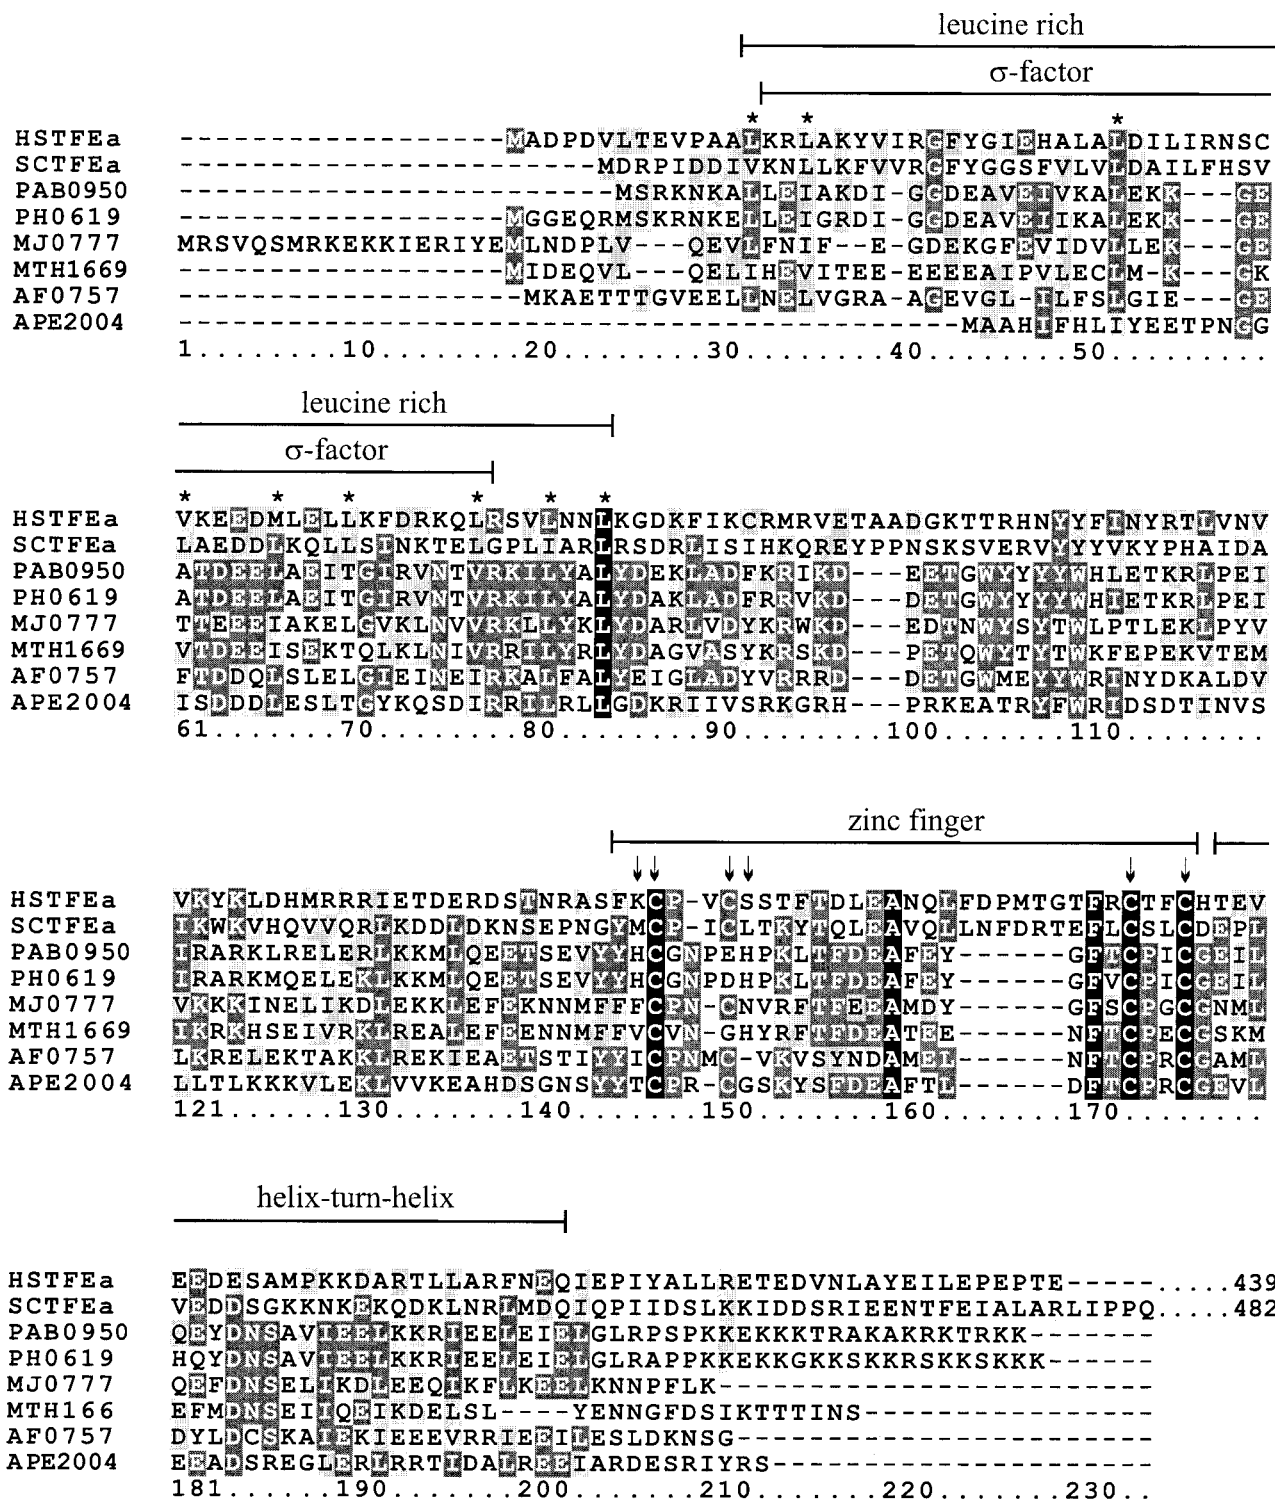 leucine rich
σ-factor
* * *
HSTFEa ------------------MADPDVLTEVPAALKRLAKYVIRGFYGIEHALALDILIRNSC
SCTFEa -----------------------MDRPIDDIVKNLLKFVVRGFYGGSFVLVLDAILFHSV
PAB0950 ------------------------MSRKNKALLEIAKDI-GGDEAVEIVKALEKK---GE
PH0619 ------------------MGGEQRMSKRNKELLEIGRDI-GGDEAVEIIKALEKK---GE
MJ0777 MRSVQSMRKEKKIERIYEMLNDPLV---QEVLFNIF--E-GDEKGFEVIDVLLEK---GE
MTH1669 ------------------MIDEQVL---QELIHEVITEE-EEEEAIPVLECLM-K---GK
AF0757 -------------------MKAETTTTGVEELLNELVGRA-AGEVGL-ILFSLGIE---GE
APE2004 -------------------------------------------MAAHIFHLIYEETPNGG
1........10........20........30........40........50.........
leucine rich
σ-factor
* * * * * *
HSTFEa VKEEDMLELLKFDRKQLRSVLNNLKGDKFIKCRMRVETAADGKTTRHNYYFINYRTLVNV
SCTFEa LAEDDLKQLLSINKTELGPLIARLRSDRLISIHKQREYPPNSKSVERVYYYVKYPHAIDA
PAB0950 ATDEELAEITGIRVNTVRKILYALYDEKLADFKRIKD---EETGWYYYYWHLETKRLPEI
PH0619 ATDEELAEITGIRVNTVRKILYALYDAKLADFRRVKD---DETGWYYYYWHIETKRLPEI
MJ0777 TTEEEIAKELGVKLNVVRKLLYKLYDARLVDYKRWKD---EDTNWYSYTWLPTLEKLPYV
MTH1669 VTDEEISEKTQLKLNIVRRILYRLYDAGVASYKRSKD---PETQWYTYTWKFEPEKVTEM
AF0757 FTDDQLSLELGIEINEIRKALFALYEIGLADYVRRRD---DETGWMEYYWRINYDKALDV
APE2004 ISDDDLESLTGYKQSDIRRILRLLGDKRIIVSRKGRH---PRKEATRYFWRIDSDTINVS
61.......70........80........90........100.......110.........
zinc finger
↓ ↓ ↓ ↓ ↓ ↓
HSTFEa VKYKLDHMRRRIETDERDSTNRASFKCP-VCSSTFTDLEANQLFDPMTGTFRCTFCHTEV
SCTFEa IKWKVHQVVQRLKDDLDKNSEPNGYMCP-ICLTKYTQLEAVQLLNFDRTEFLCSLCDEPL
PAB0950 IRARKLRELERLKKMLQEETSEVYYHCGNPEHPKLTFDEAFEY------GFTCPICGEIL
PH0619 IRARKMQELEKLKKMLQEETSEVYYHCGNPDHPKLTFDEAFEY------GFVCPICGEIL
MJ0777 VKKKINELIKDLEKKLEFEKNNMFFFCPN-CNVRFTFEEAMDY------GFSCPGCGNML
MTH1669 IKRKHSEIVRKLREALEFEENNMFFVCVN-GHYRFTFDEATEE------NFTCPECGSKM
AF0757 LKRELEKTAKKLREKIEAETSTIYYICPNMC-VKVSYNDAMEL------NFTCPRCGAML
APE2004 LLTLKKKVLEKLVVKEAHDSGNSYYTCPR-CGSKYSFDEAFTL------DFTCPRCGEVL
121......130.......140.......150.......160.......170.........
helix-turn-helix
HSTFEa EEDESAMPKKDARTLLARFNEQIEPIYALLRETEDVNLAYEILEPEPTE-----.....439
SCTFEa VEDDSGKKNKEKQDKLNRLMDQIQPIIDSLKKIDDSRIEENTFEIALARLIPPQ.....482
PAB0950 QEYDNSAVIEELKKRIEELEIELGLRPSPKKEKKKTRAKAKRKTRKK-------
PH0619 HQYDNSAVIEELKKRIEELEIELGLRAPPKKEKKGKKSKKRSKKSKKK------
MJ0777 QEFDNSELIKDLEEQIKFLKEELKNNPFLK------------------------
MTH166 EFMDNSEIIQEIKDELSL----YENNGFDSIKTTTINS----------------
AF0757 DYLDCSKAIEKIEEEVRRIEEILESLDKNSG-----------------------
APE2004 EEADSREGLERLRRTIDALREEIARDESRIYRS---------------------
181......190.......200.......210.......220.......230..